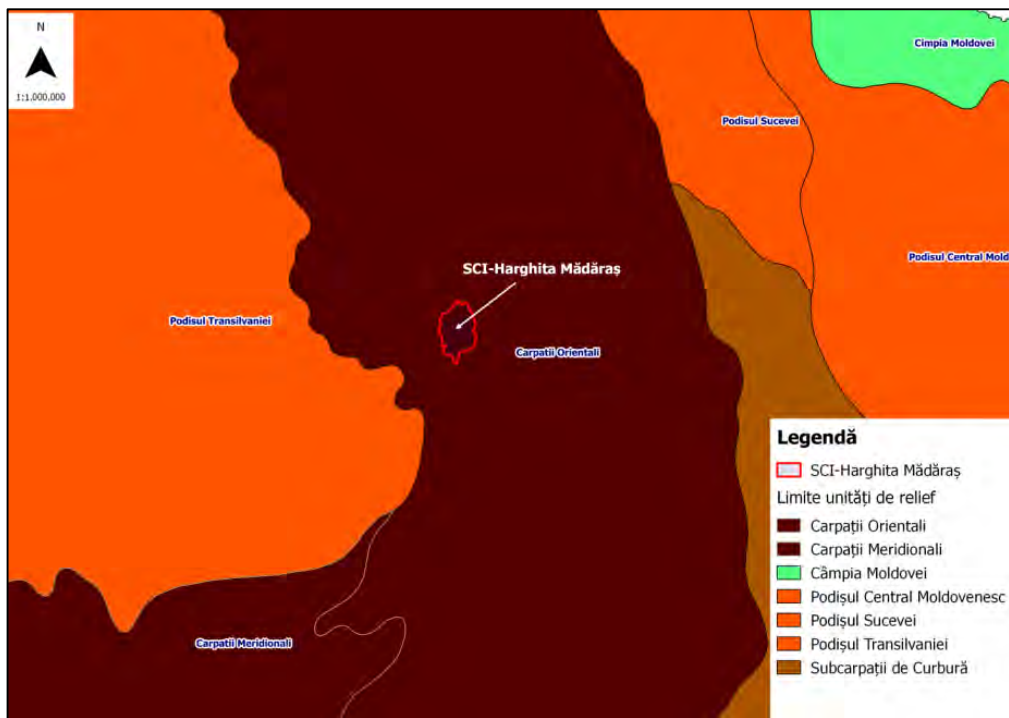 N
1:1.000.000
Cimpia Moldovei
Podisul Sucevei
Podisul Central Mold
SCI-Harghita Mădăraș
Podisul Transilvaniei
Carpatii Orientali
Carpatii Meridionali
Legendă
SCI-Harghita Mădăraș
Limite unități de relief
Carpații Orientali
Carpații Meridionali
Câmpia Moldovei
Podișul Central Moldovenesc
Podișul Sucevei
Podișul Transilvaniei
Subcarpații de Curbură